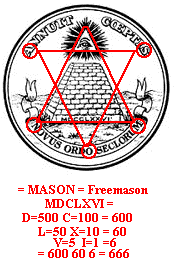 ANNUIT CŒPTIS
MDCCLXXVI
NOVUS ORDO SECLORUM
= MASON = Freemason
MDCLXVI =
D=500 C=100 = 600
L=50 X=10 = 60
V=5 I=1 =6
= 600 60 6 = 666